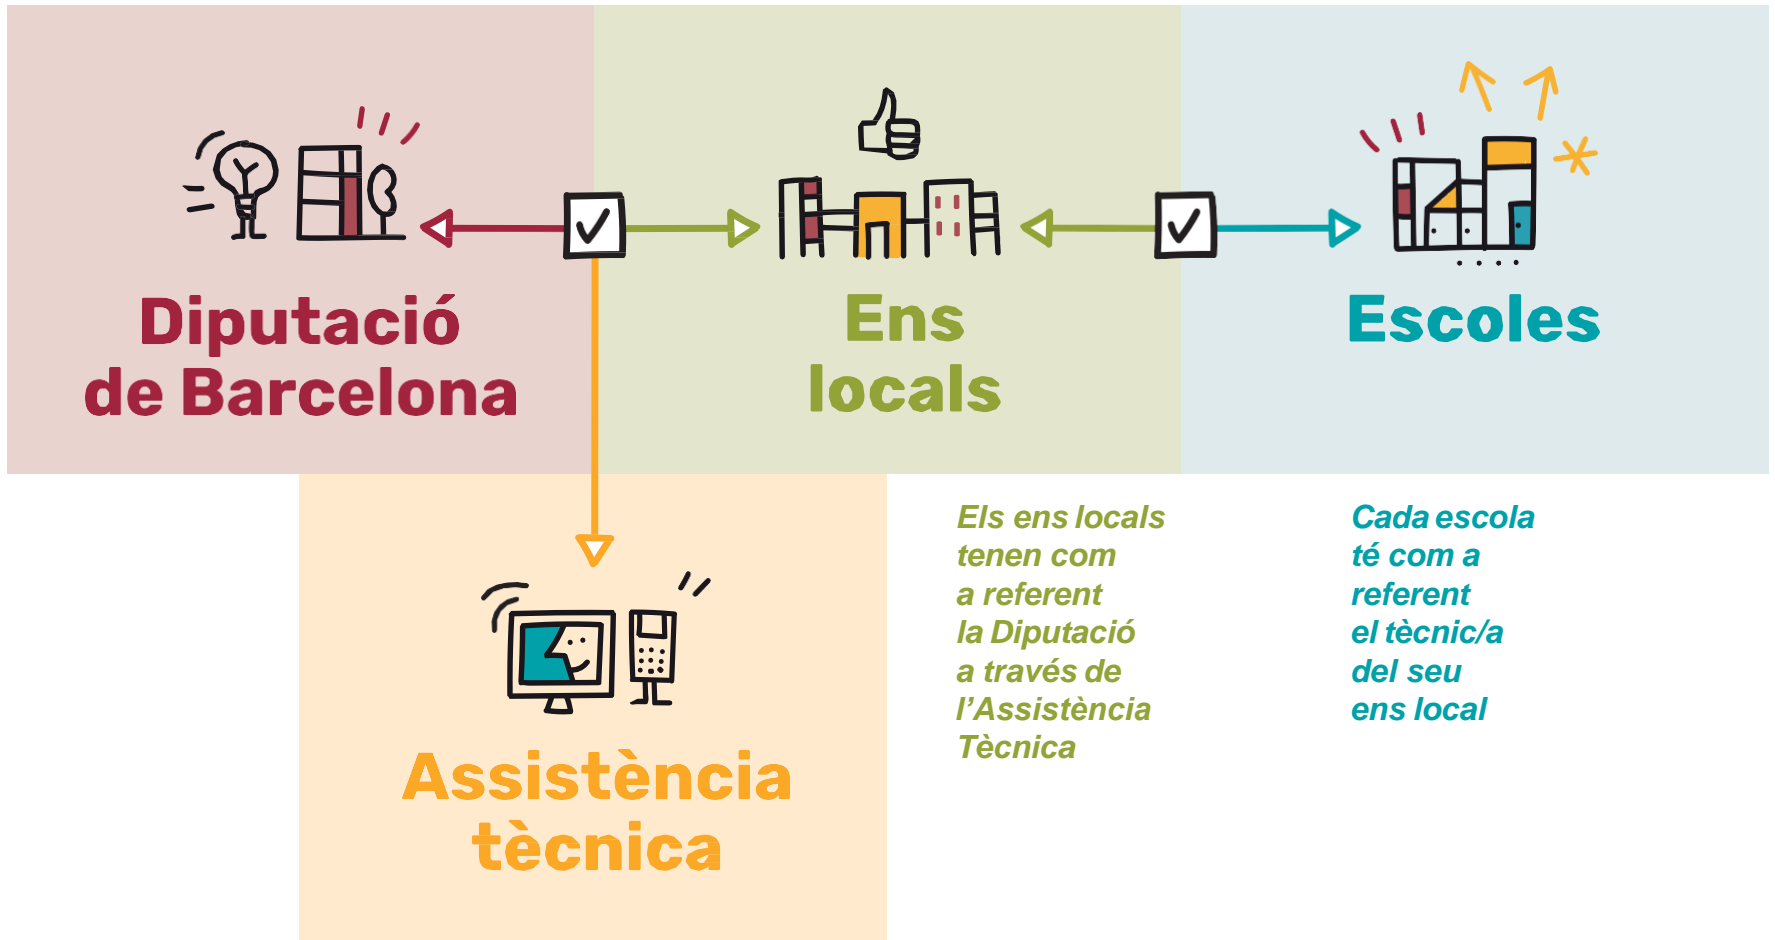 Diputació
de Barcelona
Ens
locals
Escoles
Assistència
tècnica
Els ens locals
tenen com
a referent
la Diputació
a través de
l’Assistència
Tècnica
Cada escola
té com a
referent
el tècnic/a
del seu
ens local